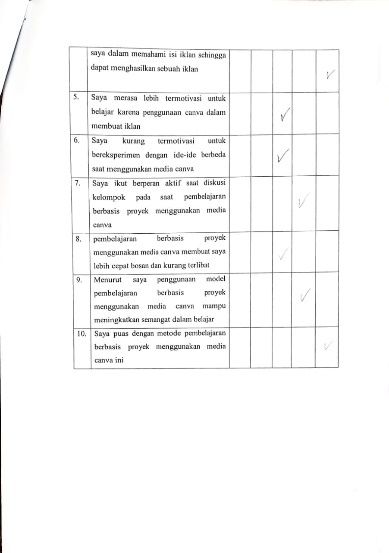 saya dalam memahami isi iklan sehingga
dapat menghasilkan sebuah iklan
5. Saya merasa lebih termotivasi untuk
belajar karena penggunaan canva dalam
membuat iklan
6. Saya kurang termotivasi untuk
bereksperimen dengan ide-ide berbeda
saat menggunakan media canva
7. Saya ikut berperan aktif saat diskusi
kelompok pada saat pembelajaran
berbasis proyek menggunakan media
canva
8. pembelajaran berbasis proyek
menggunakan media canva membuat saya
lebih cepat bosan dan kurang terlibat
9. Menurut saya penggunaan model
pembelajaran berbasis proyek
menggunakan media canva mampu
meningkatkan semangat dalam belajar
10. Saya puas dengan metode pembelajaran
berbasis proyek menggunakan media
canva ini